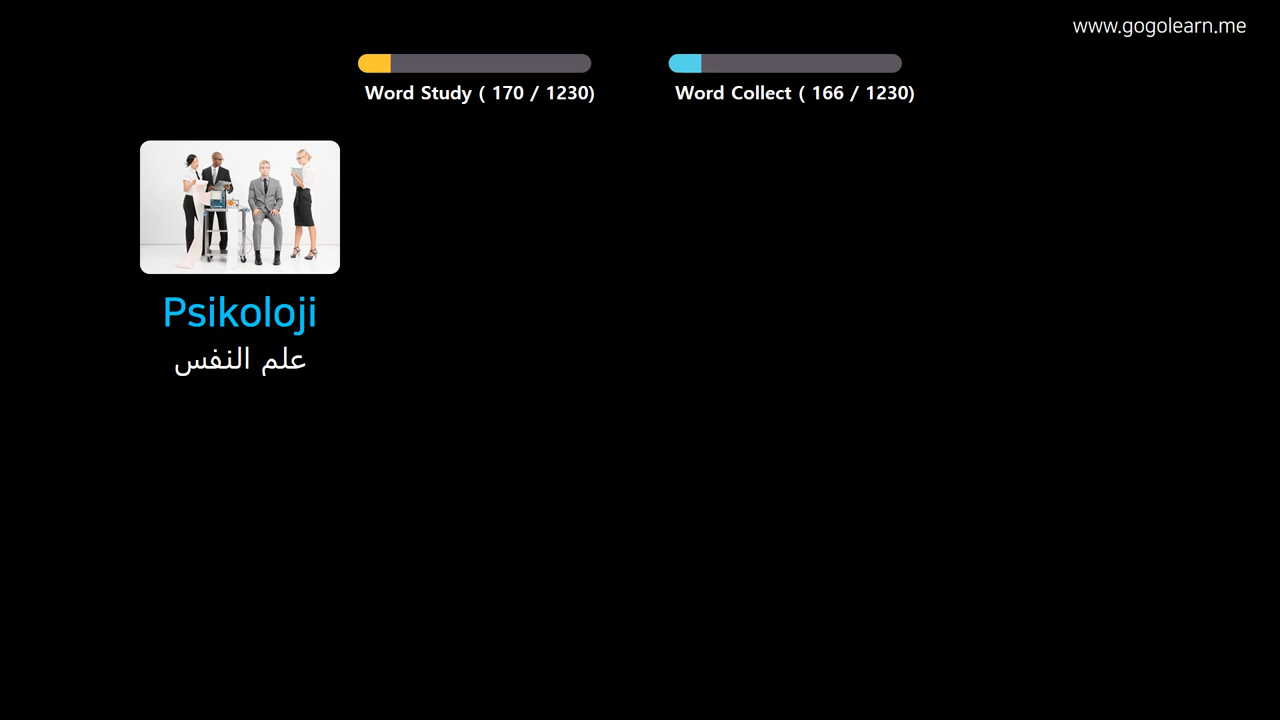 www.gogolearn.me
Word Study ( 170 / 1230)
Word Collect ( 166 / 1230)
Psikoloji
علم النفس